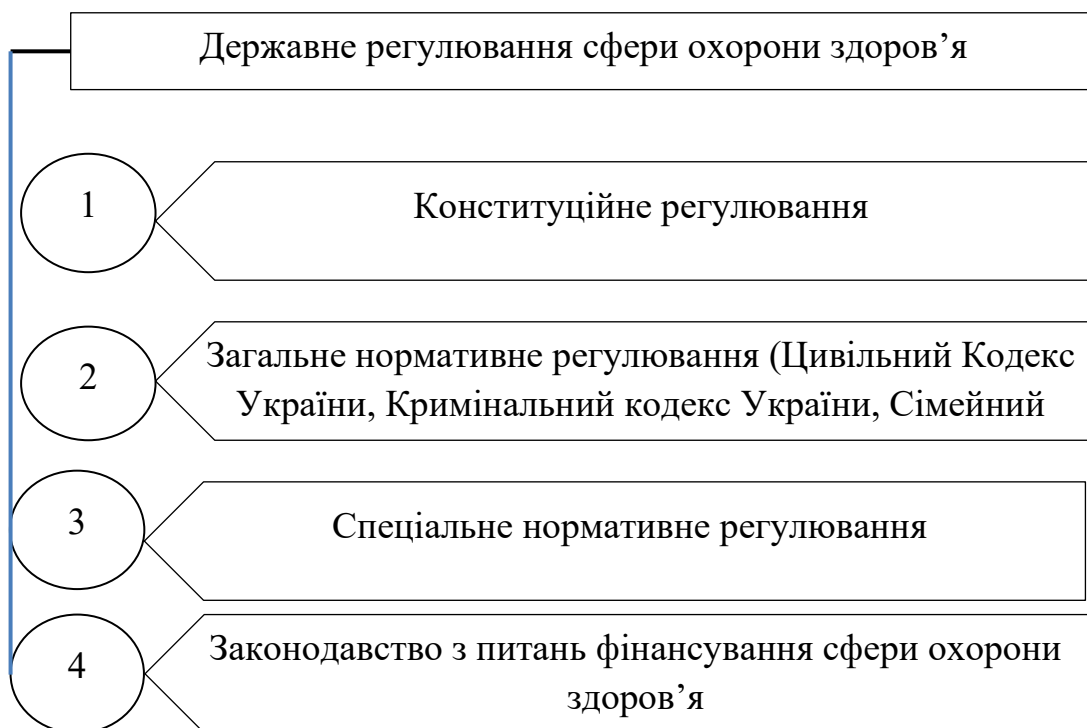 Державне регулювання сфери охорони здоров’я
1
Конституційне регулювання
2
Загальне нормативне регулювання (Цивільний Кодекс
України, Кримінальний кодекс України, Сімейний
3
Спеціальне нормативне регулювання
4
Законодавство з питань фінансування сфери охорони
здоров’я